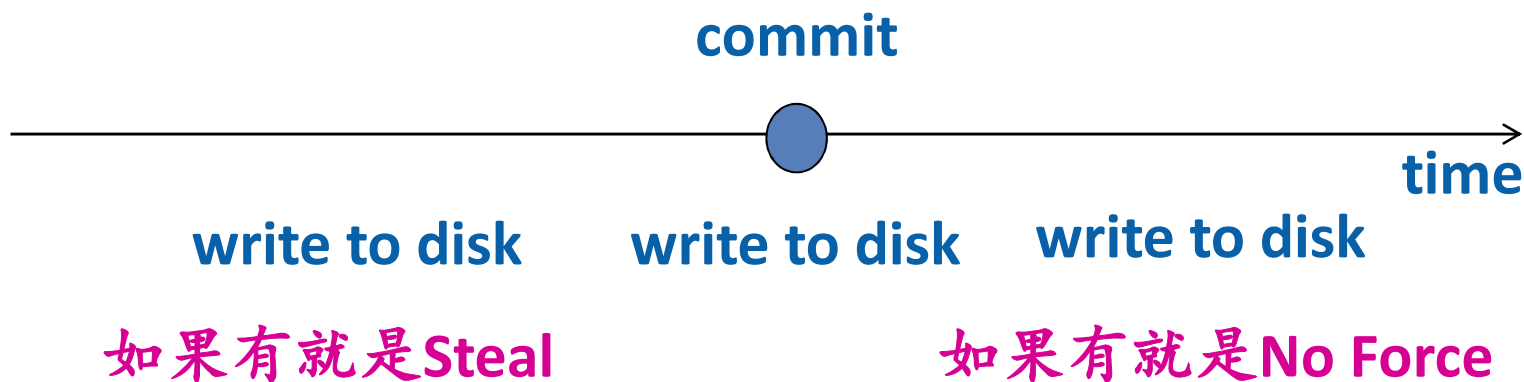 commit
time
write to disk
write to disk
write to disk
如果有就是Steal
如果有就是No Force